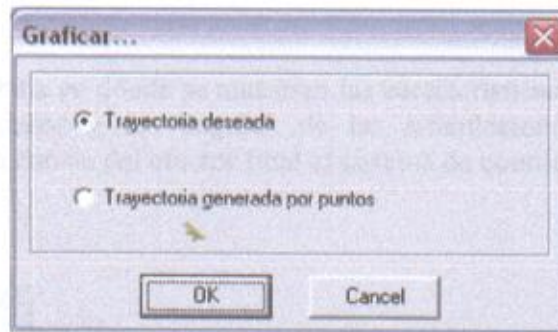 Graficar...
Trayectoria deseada
Trayectoria generada por puntos
OK
Cancel